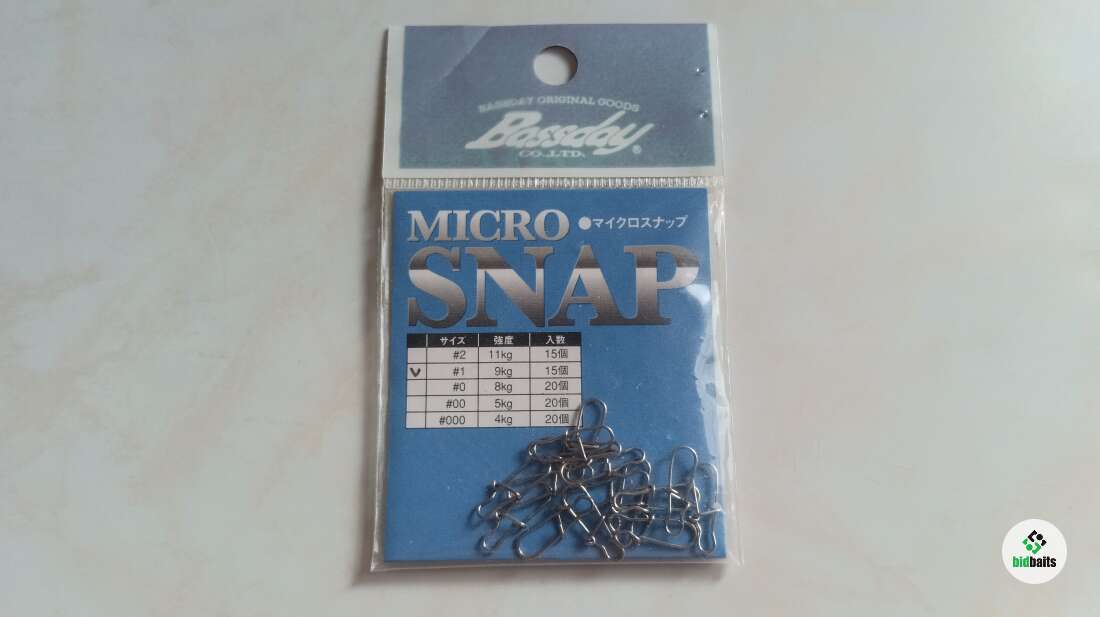 BASSDAY ORIGINAL GOODS
Bassday®
CO.,LTD.
MICRO ●マイクロスナップ
SNAP
サイズ 強度 入数
#2 11kg 15個
✓ #1 9kg 15個
#0 8kg 20個
#00 5kg 20個
#000 4kg 20個
bidbaits